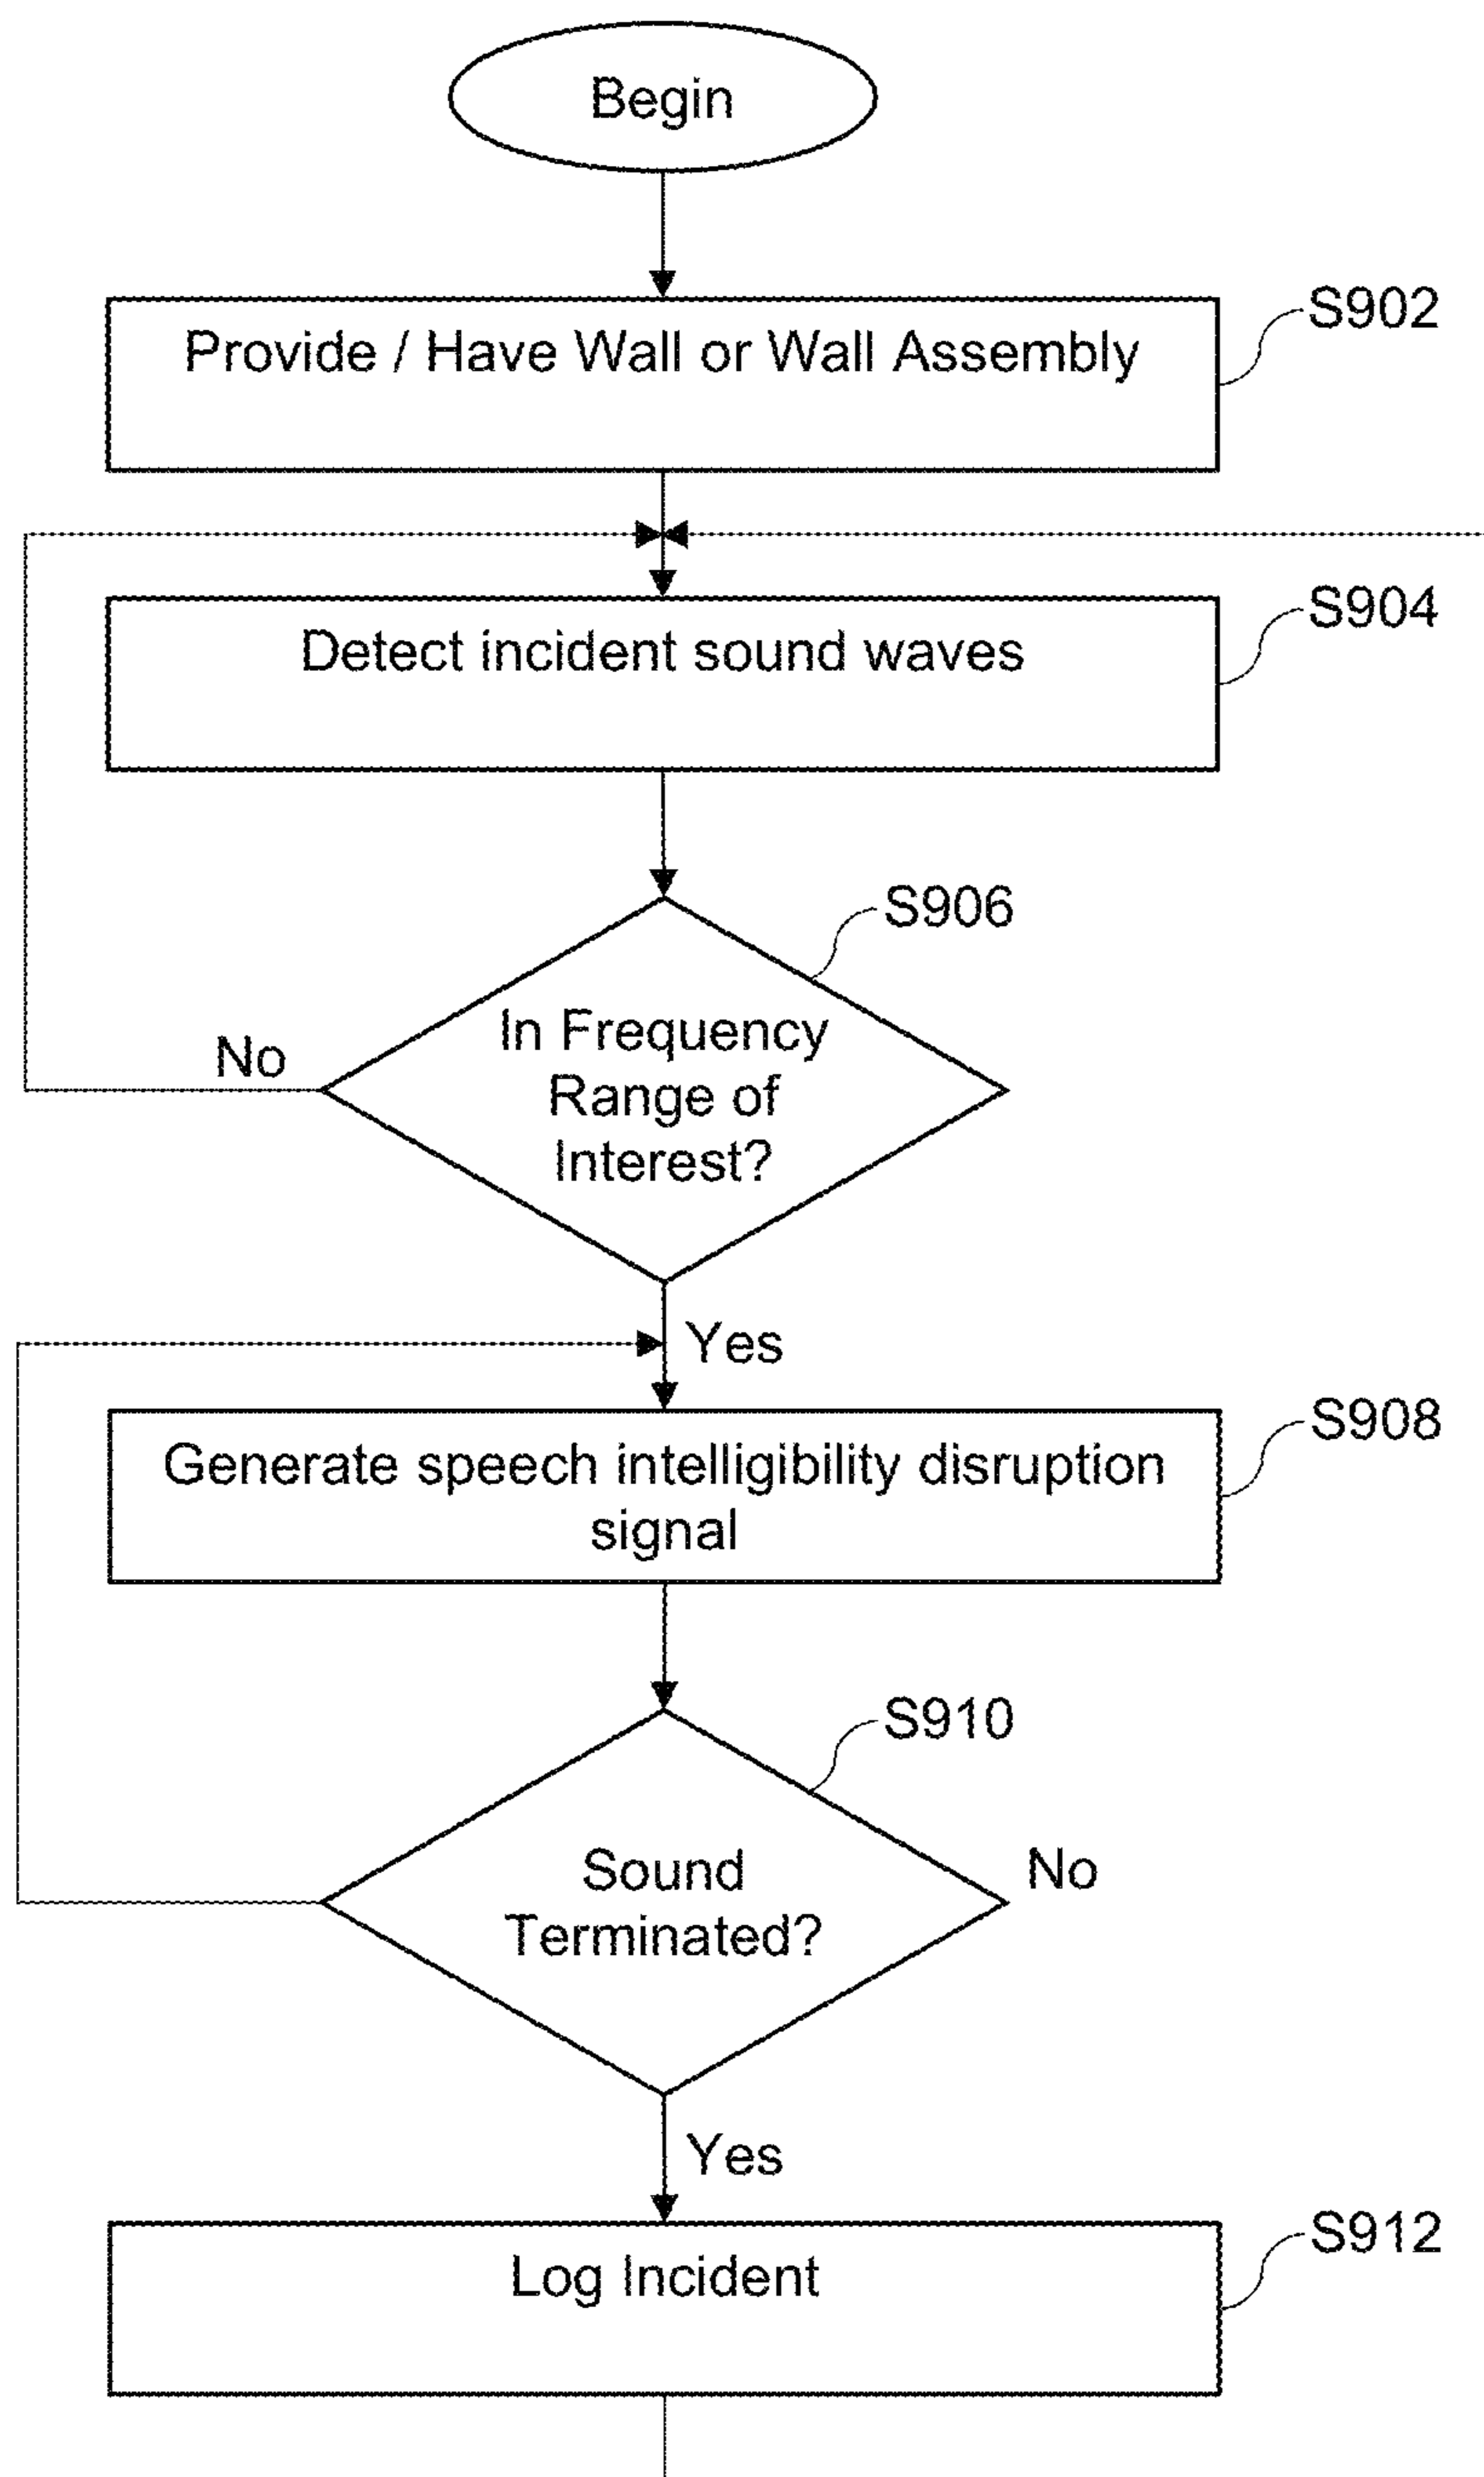 Begin
S902
Provide / Have Wall or Wall Assembly
S904
Detect incident sound waves
S906
In Frequency
Range of
Interest?
No
Yes
S908
Generate speech intelligibility disruption
signal
S910
Sound
Terminated?
No
Yes
S912
Log Incident